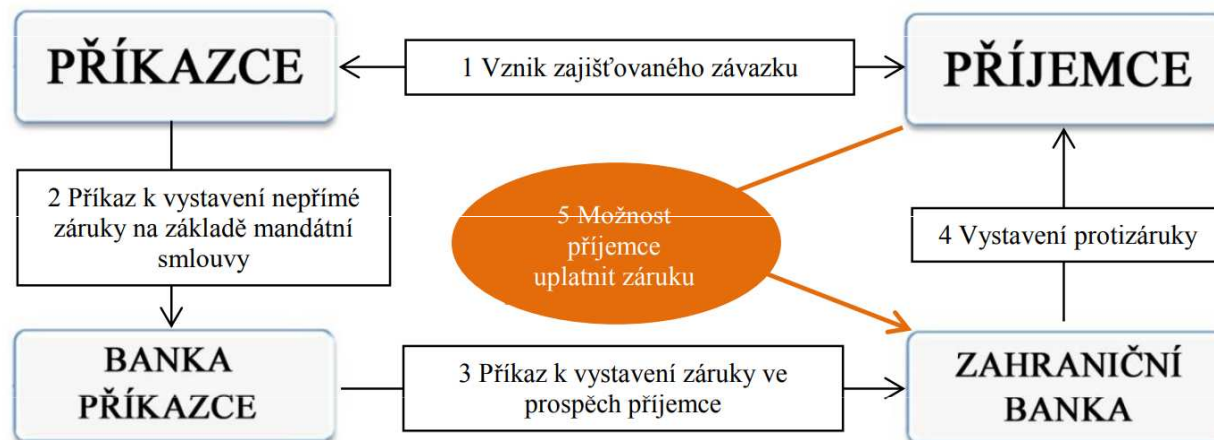 PŘÍKAZCE
1 Vznik zajišťovaného závazku
PŘÍJEMCE
2 Příkaz k vystavení nepřímé
záruky na základě mandátní
smlouvy
5 Možnost
příjemce
uplatnit záruku
4 Vystavení protizáruky
BANKA
PŘÍKAZCE
3 Příkaz k vystavení záruky ve
prospěch příjemce
ZAHRANIČNÍ
BANKA